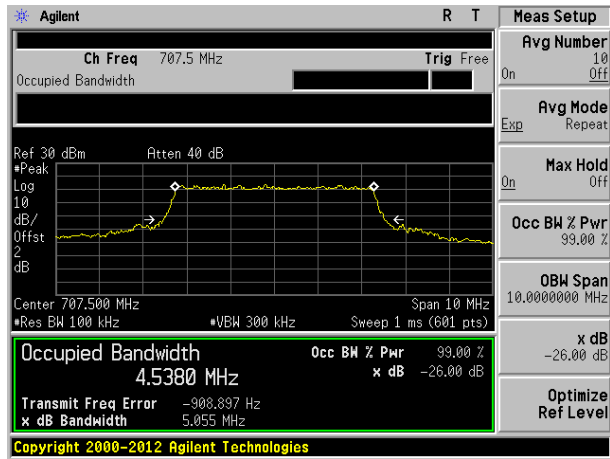 Agilent R T
Ch Freq 707.5 MHz Trig Free
Occupied Bandwidth
Ref 30 dBm Atten 40 dB
#Peak
Log
10
dB/
Offst
2
dB
Center 707.500 MHz Span 10 MHz
#Res BW 100 kHz #VBW 300 kHz Sweep 1 ms (601 pts)
Occupied Bandwidth Occ BW % Pwr 99.00 %
4.5380 MHz x dB -26.00 dB
Transmit Freq Error -908.897 Hz
x dB Bandwidth 5.055 MHz
Copyright 2000-2012 Agilent Technologies
Meas Setup
Avg Number
10
On Off
Avg Mode
Exp Repeat
Max Hold
On Off
Occ BW % Pwr
99.00 %
OBW Span
10.0000000 MHz
x dB
-26.00 dB
Optimize
Ref Level